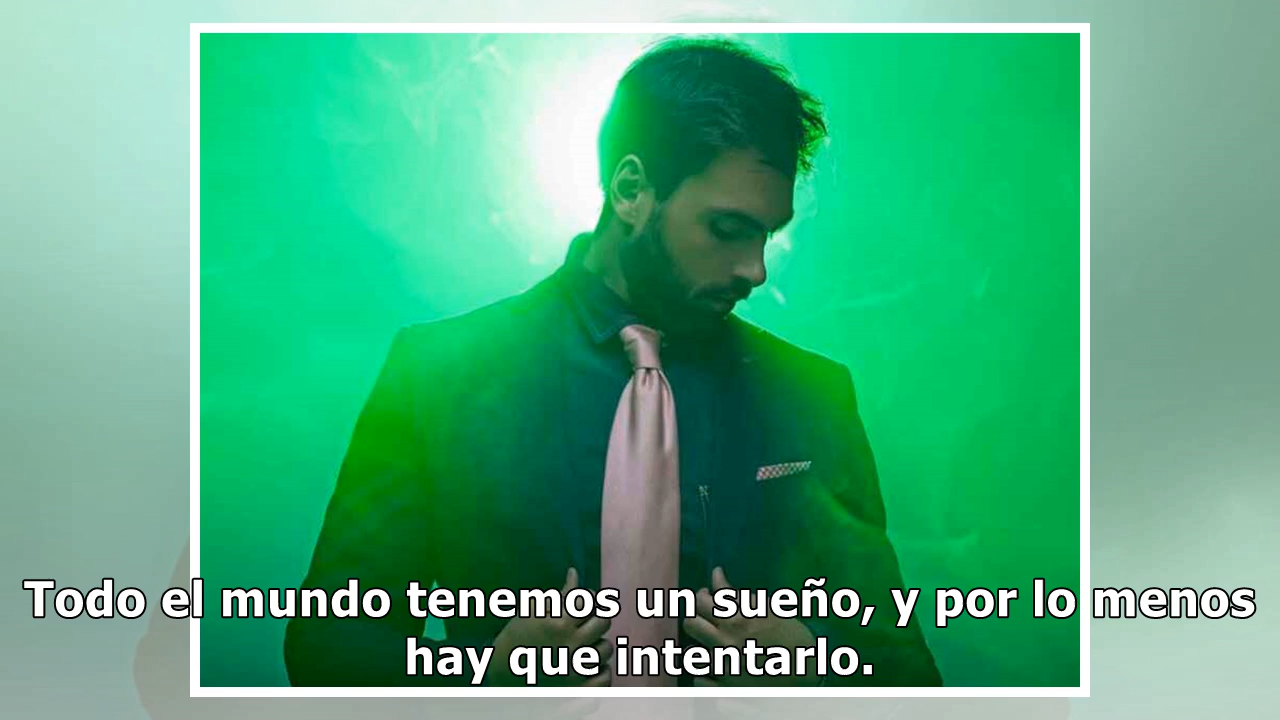 Todo el mundo tenemos un sueño, y por lo menos
hay que intentarlo.